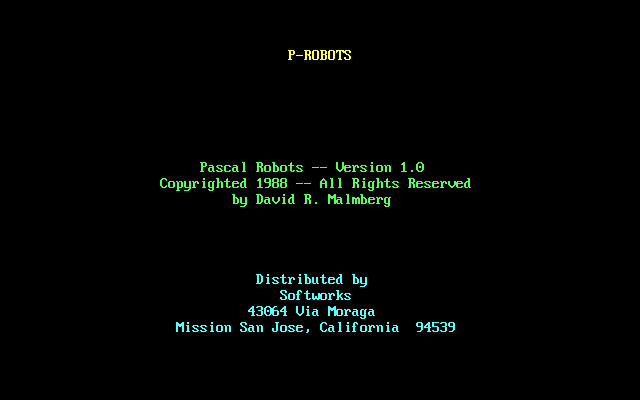 P-ROBOTS
Pascal Robots -- Version 1.0
Copyrighted 1988 -- All Rights Reserved
by David R. Malmberg
Distributed by
Softworks
43064 Via Moraga
Mission San Jose, California  94539